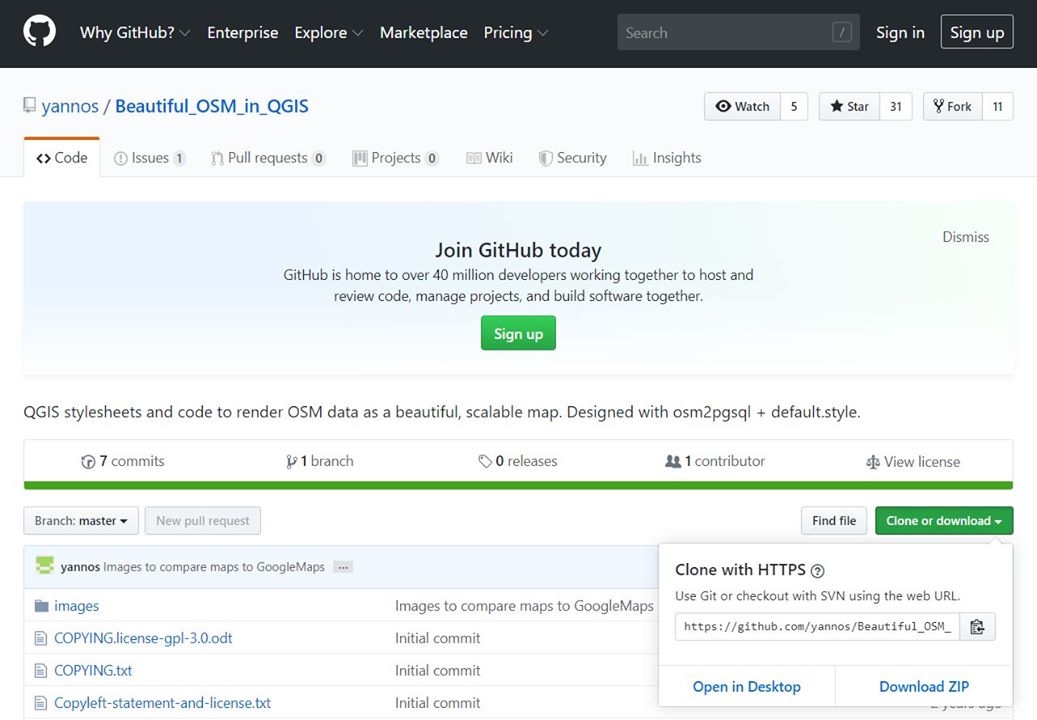 Why GitHub? Enterprise Explore Marketplace Pricing Search / Sign in Sign up
yannos / Beautiful_OSM_in_QGIS Watch 5 Star 31 Fork 11
Code Issues 1 Pull requests 0 Projects 0 Wiki Security Insights
Dismiss
Join GitHub today
GitHub is home to over 40 million developers working together to host and
review code, manage projects, and build software together.
Sign up
QGIS stylesheets and code to render OSM data as a beautiful, scalable map. Designed with osm2pgsql + default.style.
7 commits 1 branch 0 releases 1 contributor View license
Branch: master New pull request Find file Clone or download
yannos Images to compare maps to GoogleMaps ...
images Images to compare maps to GoogleMaps
COPYING.license-gpl-3.0.odt Initial commit
COPYING.txt Initial commit
Copyleft-statement-and-license.txt Initial commit
Clone with HTTPS ?
Use Git or checkout with SVN using the web URL.
https://github.com/yannos/Beautiful_OSM_
Open in Desktop Download ZIP
2 years ago